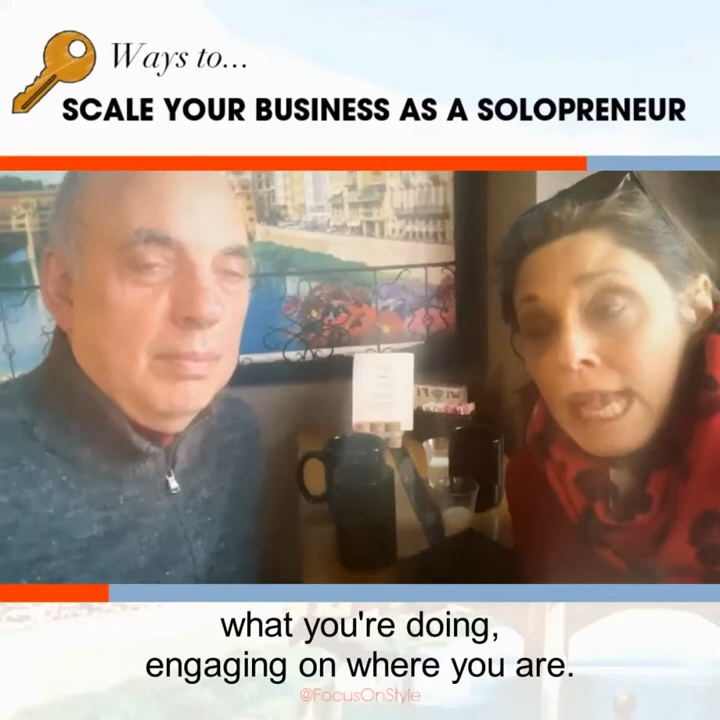 Ways to...
SCALE YOUR BUSINESS AS A SOLOPRENEUR
what you're doing,
engaging on where you are.
@FocusOnStyle